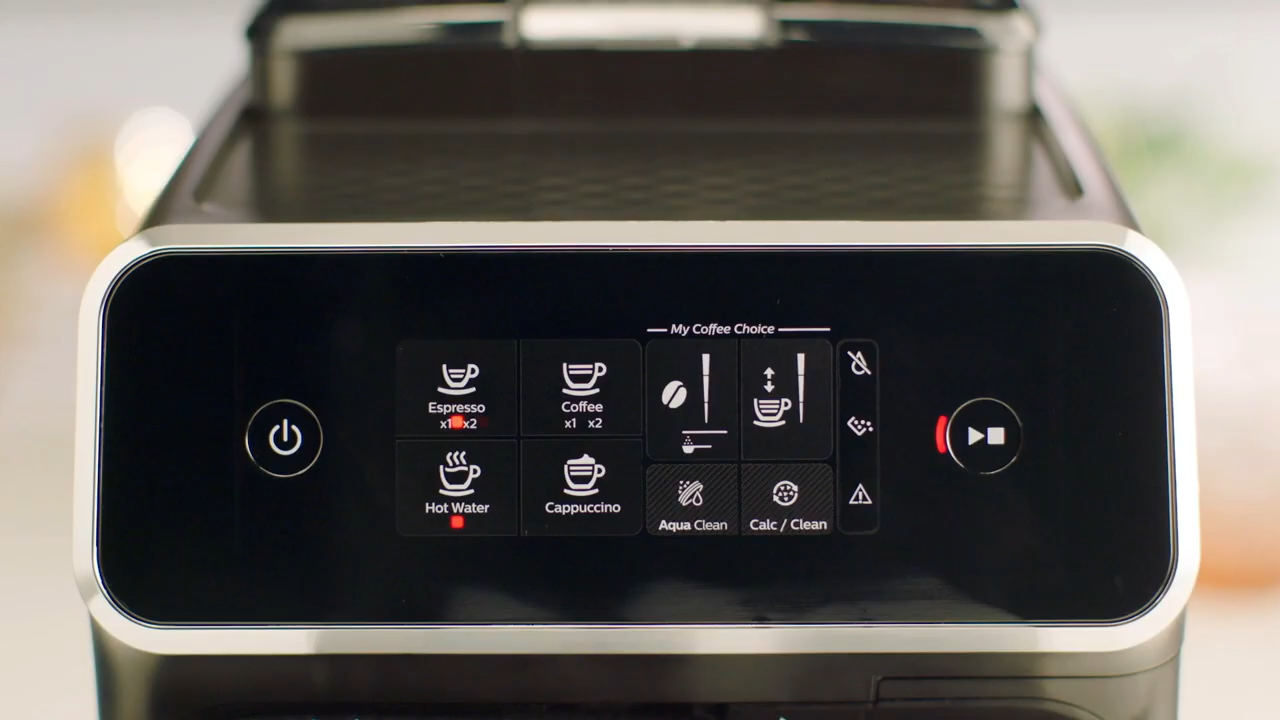 My Coffee Choice
Espresso
x1 x2
Coffee
x1 x2
Hot Water
Cappuccino
Aqua Clean
Calc / Clean